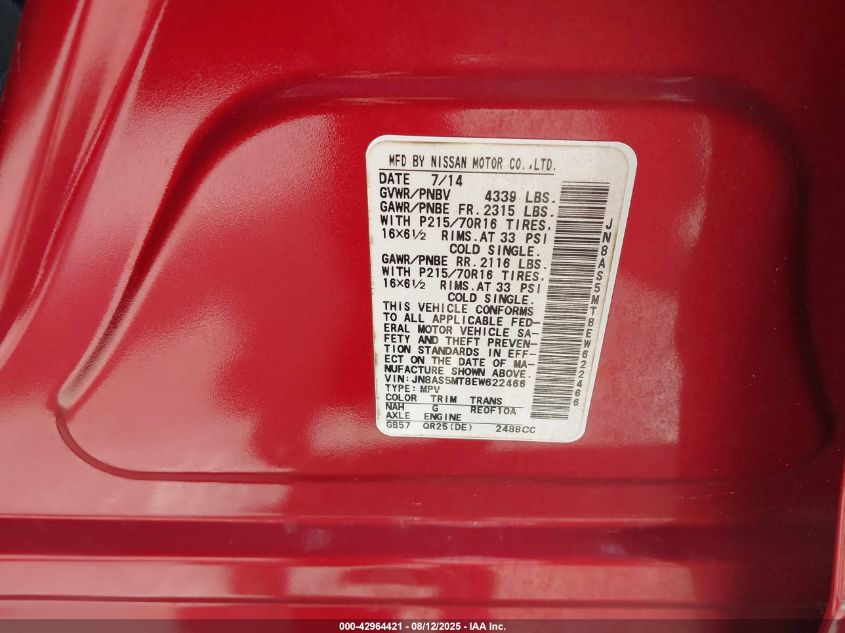 MFD BY NISSAN MOTOR CO.,LTD.
DATE 7/14
GVWR/PNBV 4339 LBS.
GAWR/PNBE FR. 2315 LBS.
WITH P215/70R16 TIRES,
16X6½ RIMS. AT 33 PSI
COLD SINGLE.
GAWR/PNBE RR. 2116 LBS.
WITH P215/70R16 TIRES,
16X6½ RIMS. AT 33 PSI
COLD SINGLE.
THIS VEHICLE CONFORMS
TO ALL APPLICABLE FED-
ERAL MOTOR VEHICLE SA-
FETY AND THEFT PREVEN-
TION STANDARDS IN EFF-
ECT ON THE DATE OF MA-
NUFACTURE SHOWN ABOVE.
VIN: JN8AS5MT8EW622466
TYPE: MPV
COLOR TRIM TRANS
NAH G RE0F10A
AXLE ENGINE
GB57 QR25(DE) 2488CC
JN8AS5MT8EW622466
000-42964421 - 08/12/2025 - Copyright © 2025 IAA, Inc.